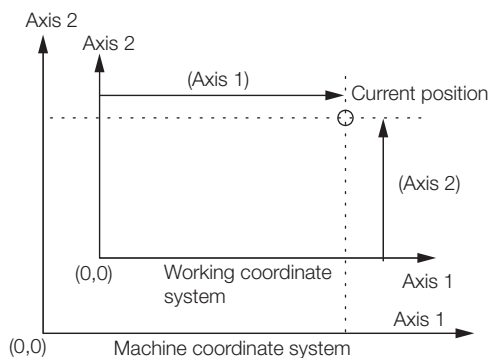 Axis 2
Axis 2
(Axis 1)
Current position
(Axis 2)
(0,0)
Working coordinate
system
Axis 1
Axis 1
(0,0)
Machine coordinate system